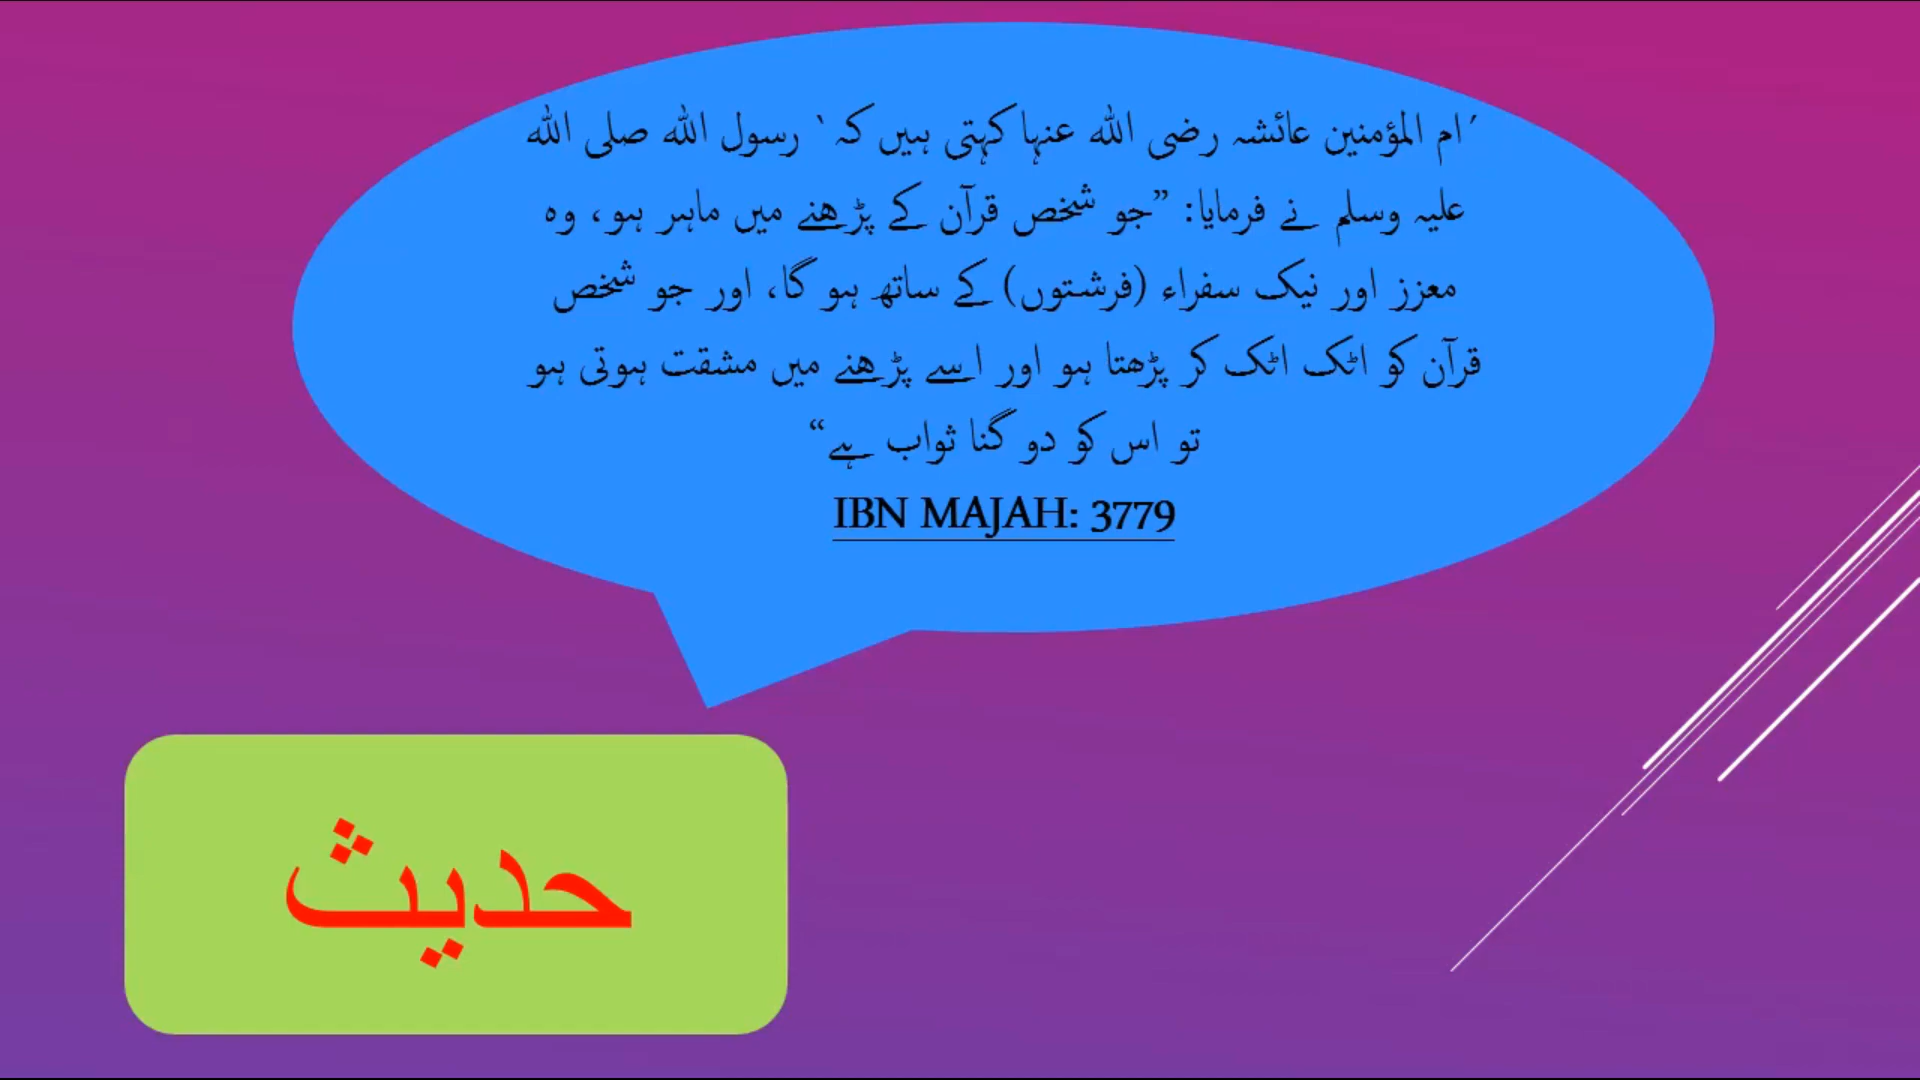 ´ام المؤمنین عائشہ رضی اللہ عنہا کہتی ہیں کہ ` رسول اللہ صلی اللہ
علیہ وسلم نے فرمایا: ”جو شخص قرآن کے پڑھنے میں ماہر ہو، وہ
معزز اور نیک سفراء (فرشتوں) کے ساتھ ہو گا، اور جو شخص
قرآن کو اٹک اٹک کر پڑھتا ہو اور اسے پڑھنے میں مشقت ہوتی ہو
تو اس کو دو گنا ثواب ہے“
IBN MAJAH: 3779
حدیث